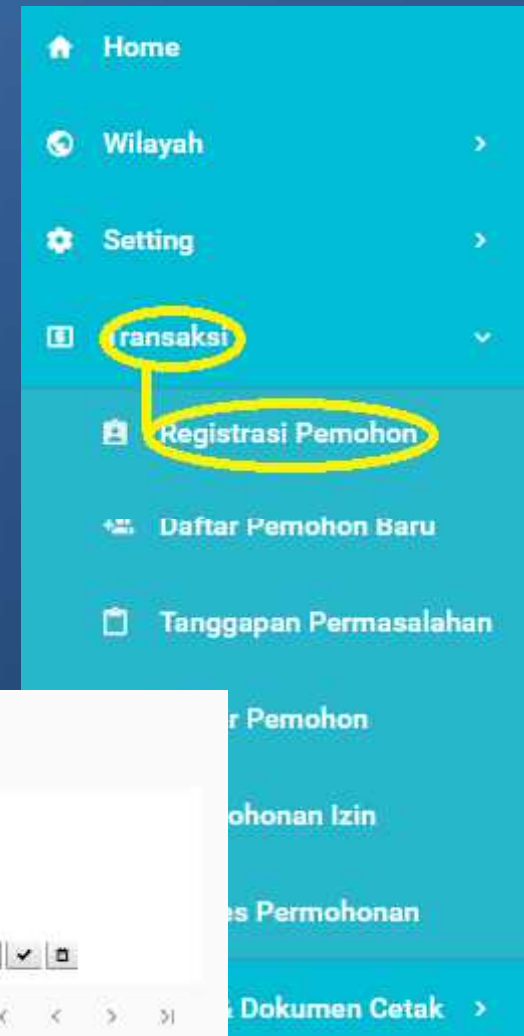 Home
Wilayah
Setting
Transaksi
Registrasi Pemohon
Daftar Pemohon Baru
Tanggapan Permasalahan
Pemohon
Izin
Permohonan
Dokumen Cetak